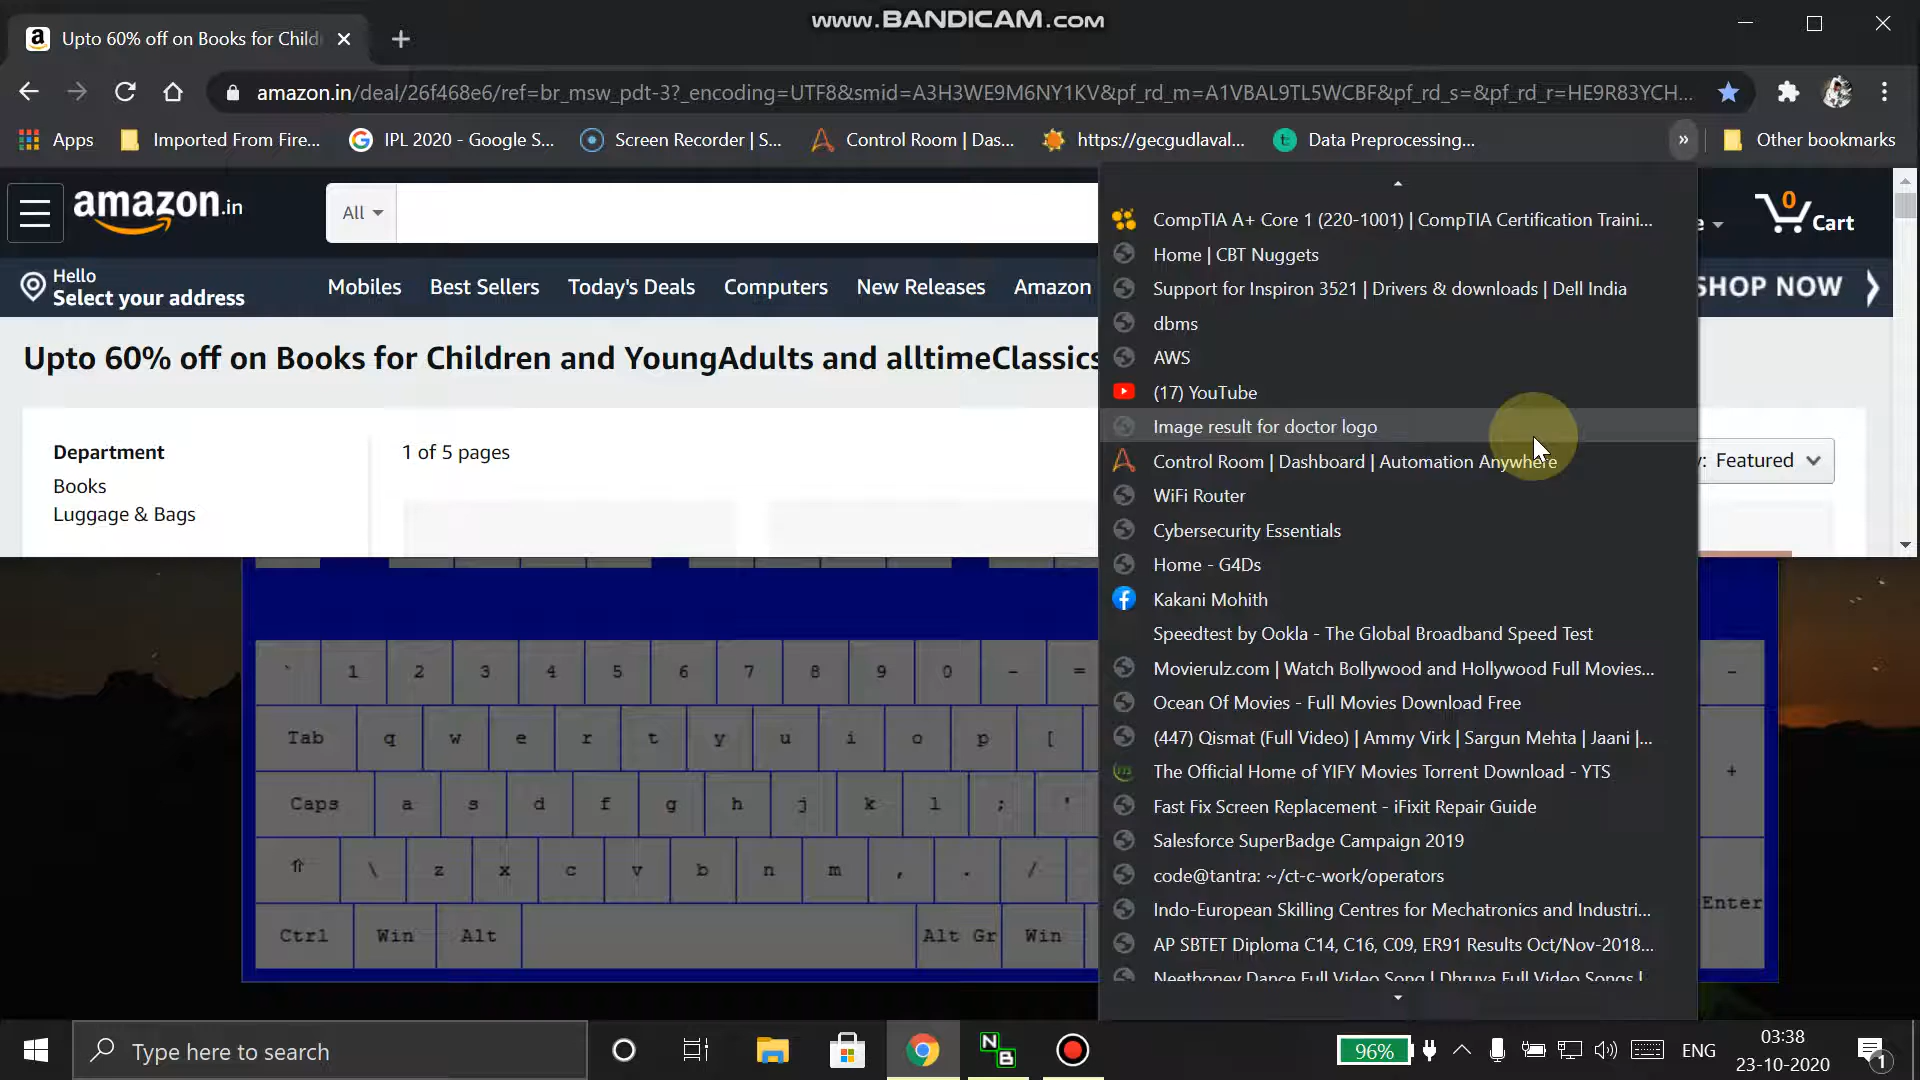 www.BANDICAM.com
Upto 60% off on Books for Child
amazon.in/deal/26f468e6/ref=br_msw_pdt-3?_encoding=UTF8&smid=A3H3WE9M6NY1KV&pf_rd_m=A1VBAL9TL5WCBF&pf_rd_s=&pf_rd_r=HE9R83YCH...
Apps
Imported From Fire...
IPL 2020 - Google S...
Screen Recorder | S...
Control Room | Das...
https://gecgudlaval...
Data Preprocessing...
»
Other bookmarks
amazon.in
All
0
Cart
Hello
Select your address
Mobiles
Best Sellers
Today's Deals
Computers
New Releases
Amazon
SHOP NOW
Upto 60% off on Books for Children and YoungAdults and alltimeClassics
Department
Books
Luggage & Bags
1 of 5 pages
Featured
CompTIA A+ Core 1 (220-1001) | CompTIA Certification Traini...
Home | CBT Nuggets
Support for Inspiron 3521 | Drivers & downloads | Dell India
dbms
AWS
(17) YouTube
Image result for doctor logo
Control Room | Dashboard | Automation Anywhere
WiFi Router
Cybersecurity Essentials
Home - G4Ds
Kakani Mohith
Speedtest by Ookla - The Global Broadband Speed Test
Movierulz.com | Watch Bollywood and Hollywood Full Movies...
Ocean Of Movies - Full Movies Download Free
(447) Qismat (Full Video) | Ammy Virk | Sargun Mehta | Jaani |...
The Official Home of YIFY Movies Torrent Download - YTS
Fast Fix Screen Replacement - iFixit Repair Guide
Salesforce SuperBadge Campaign 2019
code@tantra: ~/ct-c-work/operators
Indo-European Skilling Centres for Mechatronics and Industri...
AP SBTET Diploma C14, C16, C09, ER91 Results Oct/Nov-2018...
Neethoney Dance Full Video Song | Dhruva Full Video Songs |
` 1 2 3 4 5 6 7 8 9 0 - = -
Tab q w e r t y u i o p [ +
Caps a s d f g h j k l ; '
⇑ \ z x c v b n m , . / Enter
Ctrl Win Alt Alt Gr Win
Type here to search
N
B
96%
ENG
03:38
23-10-2020
1